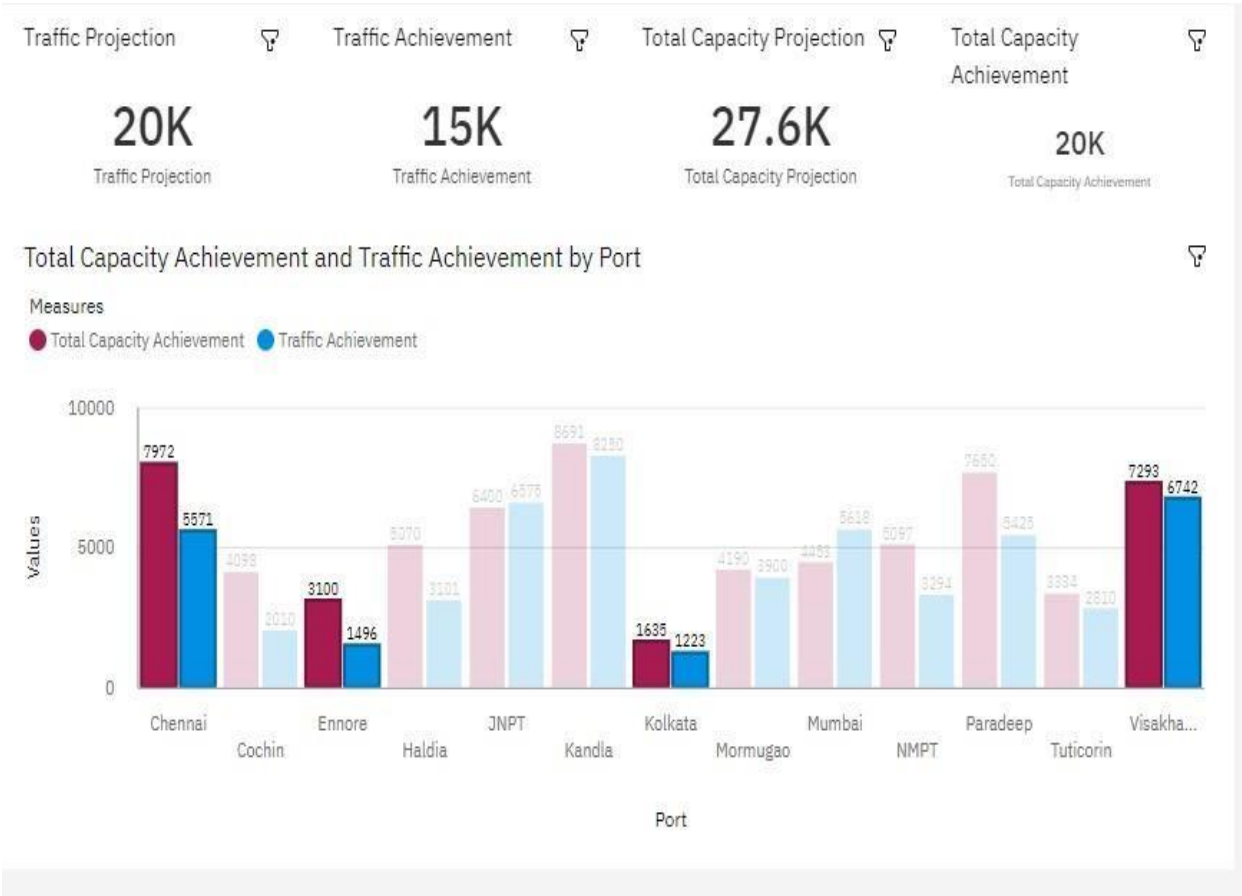 Traffic Projection
Traffic Achievement
Total Capacity Projection
Total Capacity
Achievement
20K
Traffic Projection
15K
Traffic Achievement
27.6K
Total Capacity Projection
20K
Total Capacity Achievement
Total Capacity Achievement and Traffic Achievement by Port
Measures
Total Capacity Achievement Traffic Achievement
Values
10000
5000
0
7972
5571
2010
3100
1496
5070
3101
6400
6575
8691
1635
1223
4190
3900
5618
5097
3294
7650
5425
3334
2810
7293
6742
Chennai
Cochin
Ennore
Haldia
JNPT
Kandla
Kolkata
Mormugao
Mumbai
NMPT
Paradeep
Tuticorin
Visakha...
Port